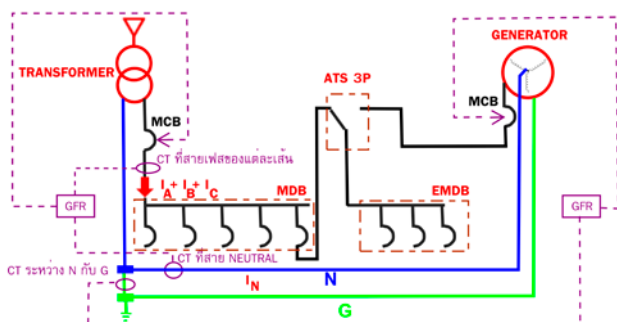 GENERATOR
ATS 3P
TRANSFORMER
MCB
MCB
CT ที่สายเฟสของแต่ละเส้น
I_A + I_B + I_C
MDB
EMDB
GFR
GFR
CT ที่สาย NEUTRAL
CT ระหว่าง N กับ G
I_N
N
G